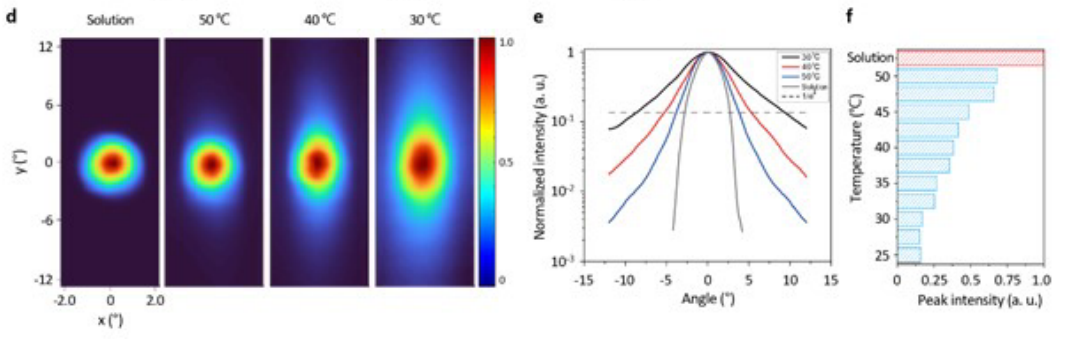 d
Solution 50 °C 40 °C 30 °C
12
6
0
-6
-12
y (°)
-2.0 0 2.0
x (°)
1.0
0.5
0
e
Normalized intensity (a. u.)
1
10-1
10-2
10-3
-15 -10 -5 0 5 10 15
Angle (°)
30°C
40°C
50°C
Solution
f
Temperature (°C)
Solution
50
45
40
35
30
25
0 0.25 0.50 0.75 1.0
Peak intensity (a. u.)